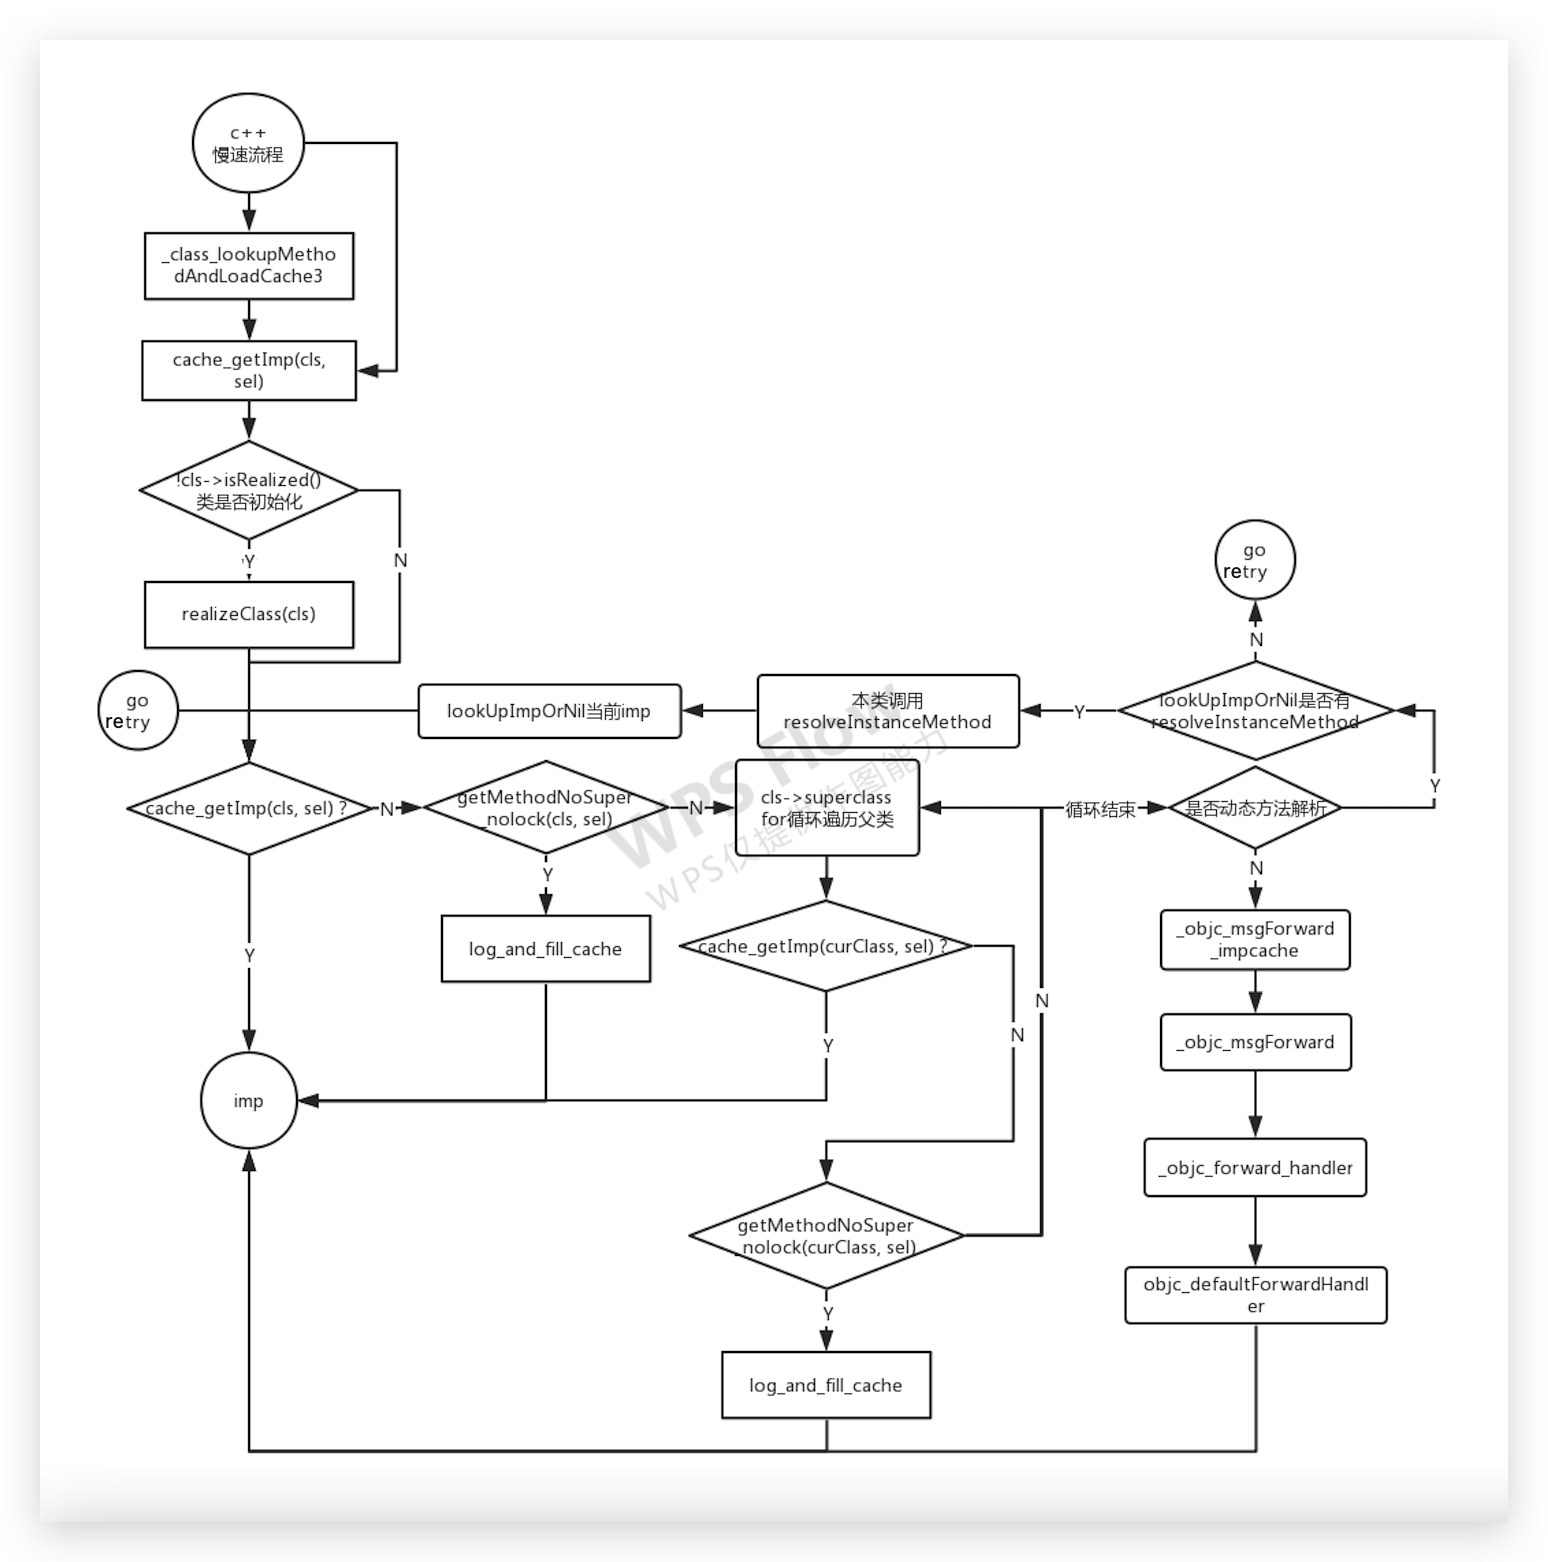 c++
慢速流程
_class_lookupMetho
dAndLoadCache3
cache_getImp(cls,
sel)
!cls->isRealized()
类是否初始化
Y
N
realizeClass(cls)
go
retry
lookUpImpOrNil当前imp
本类调用
resolveInstanceMethod
Y
lookUpImpOrNil是否有
resolveInstanceMethod
N
go
retry
Y
cache_getImp(cls, sel) ?
N
getMethodNoSuper
_nolock(cls, sel)
N
cls->superclass
for循环遍历父类
循环结束
是否动态方法解析
WPS Flow
WPS仅提供作图能力
Y
N
log_and_fill_cache
cache_getImp(curClass, sel) ?
_objc_msgForward
_impcache
Y
N
N
Y
_objc_msgForward
imp
_objc_forward_handler
getMethodNoSuper
_nolock(curClass, sel)
Y
objc_defaultForwardHandl
er
log_and_fill_cache